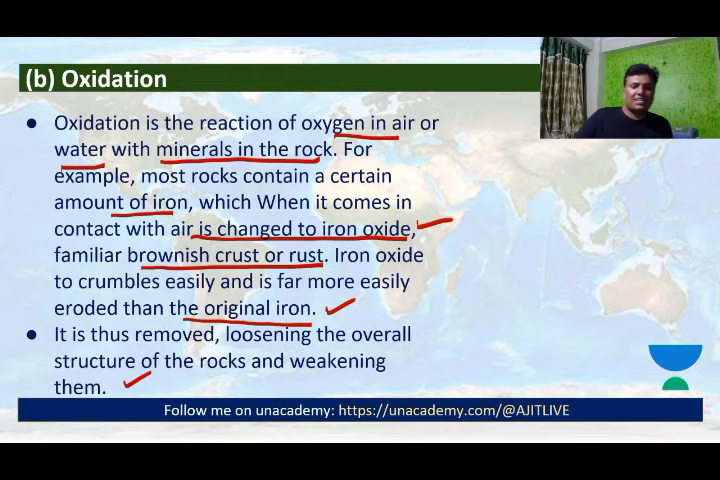 (b) Oxidation
● Oxidation is the reaction of oxygen in air or
water with minerals in the rock. For
example, most rocks contain a certain
amount of iron, which When it comes in
contact with air is changed to iron oxide,
familiar brownish crust or rust. Iron oxide
to crumbles easily and is far more easily
eroded than the original iron.
● It is thus removed, loosening the overall
structure of the rocks and weakening
them.
Follow me on unacademy: https://unacademy.com/@AJITLIVE